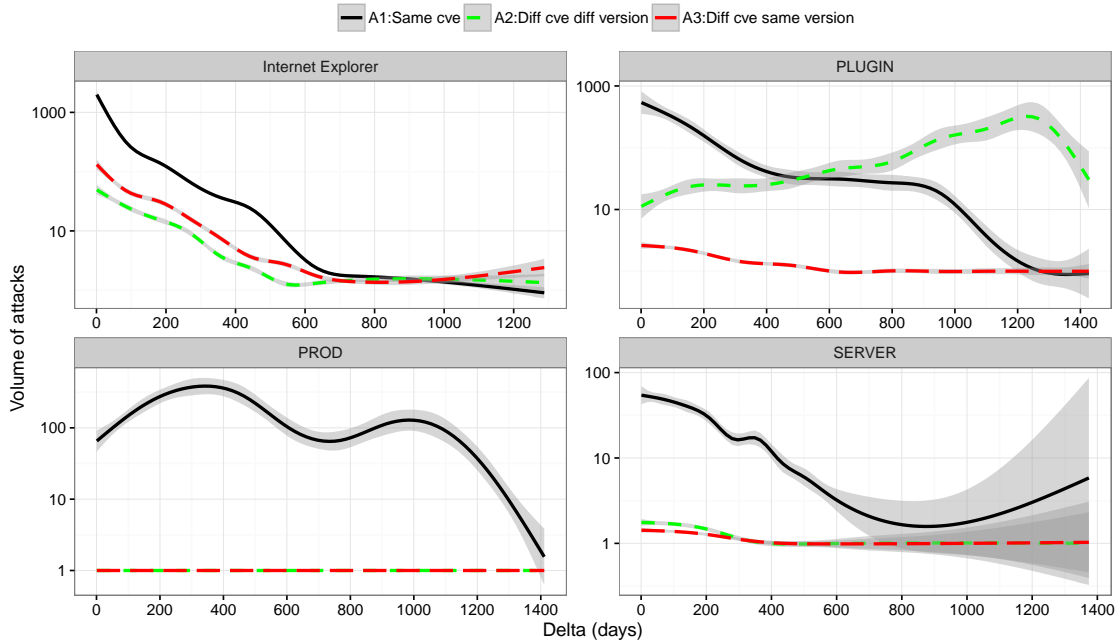 A1:Same cve A2:Diff cve diff version A3:Diff cve same version
Internet Explorer PLUGIN
1000 10
0 200 400 600 800 1000 1200
1000 10
0 200 400 600 800 1000 1200 1400
PROD SERVER
100 10 1
0 200 400 600 800 1000 1200 1400
100 10 1
0 200 400 600 800 1000 1200 1400
Volume of attacks
Delta (days)